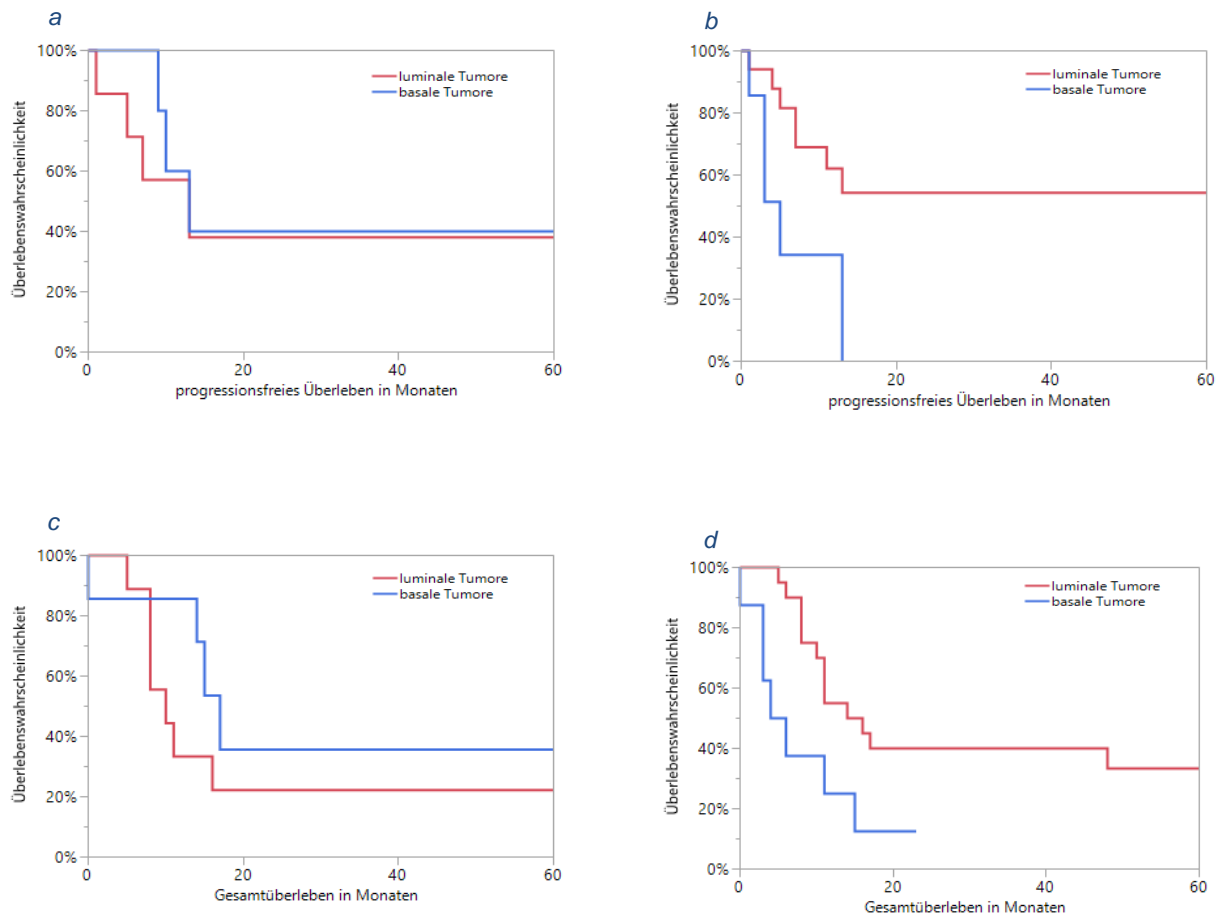 a
100%
80%
60%
40%
20%
0%
Überlebenswahrscheinlichkeit
luminale Tumore
basale Tumore
0 20 40 60
progressionsfreies Überleben in Monaten
b
100%
80%
60%
40%
20%
0%
Überlebenswahrscheinlichkeit
luminale Tumore
basale Tumore
0 20 40 60
progressionsfreies Überleben in Monaten
c
100%
80%
60%
40%
20%
0%
Überlebenswahrscheinlichkeit
luminale Tumore
basale Tumore
0 20 40 60
Gesamtüberleben in Monaten
d
100%
80%
60%
40%
20%
0%
Überlebenswahrscheinlichkeit
luminale Tumore
basale Tumore
0 20 40 60
Gesamtüberleben in Monaten